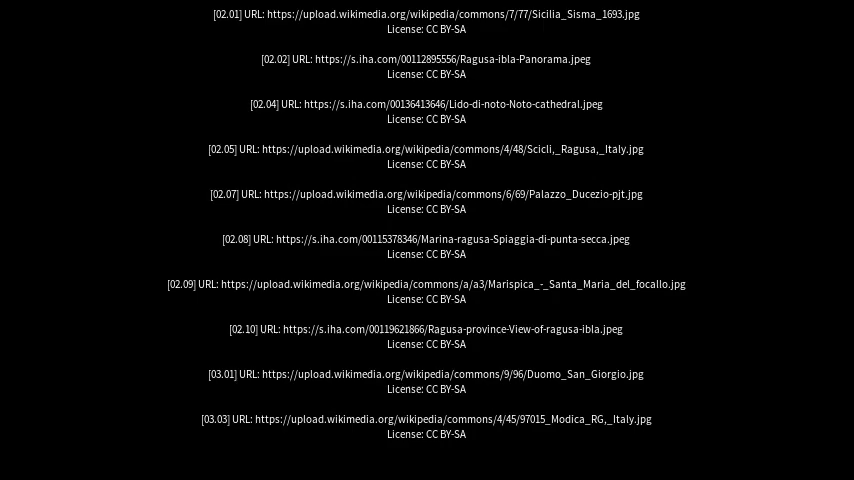 [02.01] URL: https://upload.wikimedia.org/wikipedia/commons/7/77/Sicilia_Sisma_1693.jpg
License: CC BY-SA
[02.02] URL: https://s.iha.com/00112895556/Ragusa-ibla-Panorama.jpeg
License: CC BY-SA
[02.04] URL: https://s.iha.com/00136413646/Lido-di-noto-Noto-cathedral.jpeg
License: CC BY-SA
[02.05] URL: https://upload.wikimedia.org/wikipedia/commons/4/48/Scicli,_Ragusa,_Italy.jpg
License: CC BY-SA
[02.07] URL: https://upload.wikimedia.org/wikipedia/commons/6/69/Palazzo_Ducezio-pjt.jpg
License: CC BY-SA
[02.08] URL: https://s.iha.com/00115378346/Marina-ragusa-Spiaggia-di-punta-secca.jpeg
License: CC BY-SA
[02.09] URL: https://upload.wikimedia.org/wikipedia/commons/a/a3/Marispica_-_Santa_Maria_del_focallo.jpg
License: CC BY-SA
[02.10] URL: https://s.iha.com/00119621866/Ragusa-province-View-of-ragusa-ibla.jpeg
License: CC BY-SA
[03.01] URL: https://upload.wikimedia.org/wikipedia/commons/9/96/Duomo_San_Giorgio.jpg
License: CC BY-SA
[03.03] URL: https://upload.wikimedia.org/wikipedia/commons/4/45/97015_Modica_RG,_Italy.jpg
License: CC BY-SA